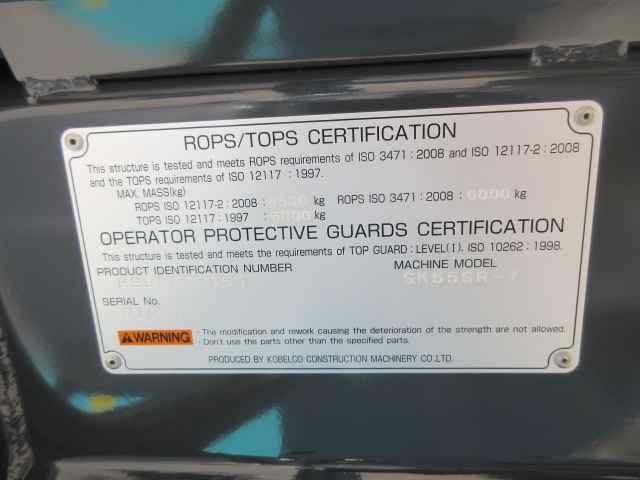 ROPS/TOPS CERTIFICATION
This structure is tested and meets ROPS requirements of ISO 3471 : 2008 and ISO 12117-2 : 2008
and the TOPS requirements of ISO 12117 : 1997.
MAX, MASS(kg)
ROPS ISO 12117-2 : 2008 : kg ROPS ISO 3471 : 2008 : 6000 kg
TOPS ISO 12117 : 1997 : 6000 kg
OPERATOR PROTECTIVE GUARDS CERTIFICATION
This structure is tested and meets the requirements of TOP GUARD : LEVEL(I). ISO 10262 : 1998.
PRODUCT IDENTIFICATION NUMBER MACHINE MODEL
SK55SR-7
SERIAL No.
WARNING
- The modification and rework causing the deterioration of the strength are not allowed.
- Don't use the parts other than the specified parts.
PRODUCED BY KOBELCO CONSTRUCTION MACHINERY CO.,LTD.